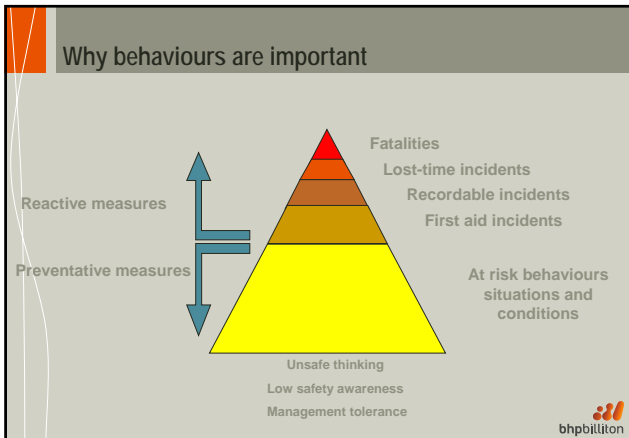 Why behaviours are important
Fatalities
Lost-time incidents
Recordable incidents
First aid incidents
Reactive measures
Preventative measures
At risk behaviours
situations and
conditions
Unsafe thinking
Low safety awareness
Management tolerance
bhpbilliton